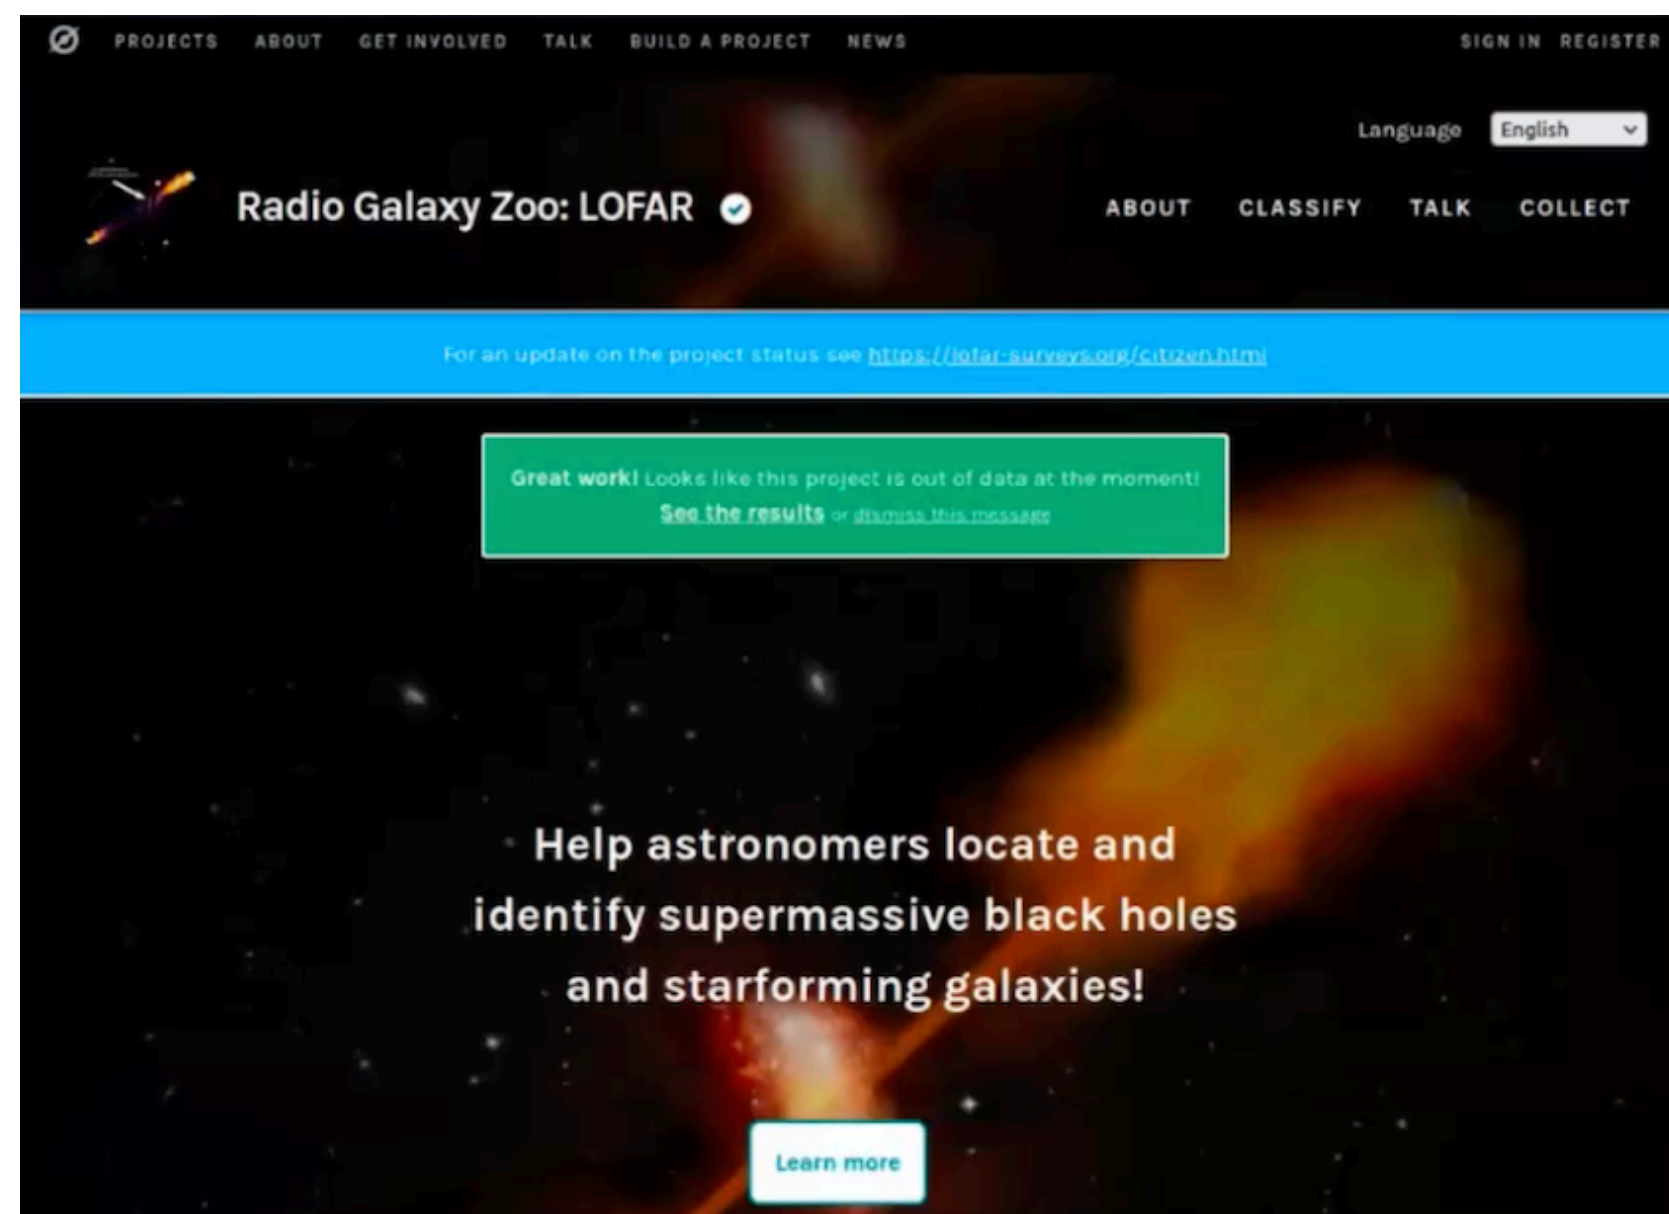 PROJECTS ABOUT GET INVOLVED TALK BUILD A PROJECT NEWS SIGN IN REGISTER
Language English
Radio Galaxy Zoo: LOFAR ABOUT CLASSIFY TALK COLLECT
For an update on the project status see https://lofar-surveys.org/citizen.html
Great work! Looks like this project is out of data at the moment!
See the results or dismiss this message
Help astronomers locate and
identify supermassive black holes
and starforming galaxies!
Learn more